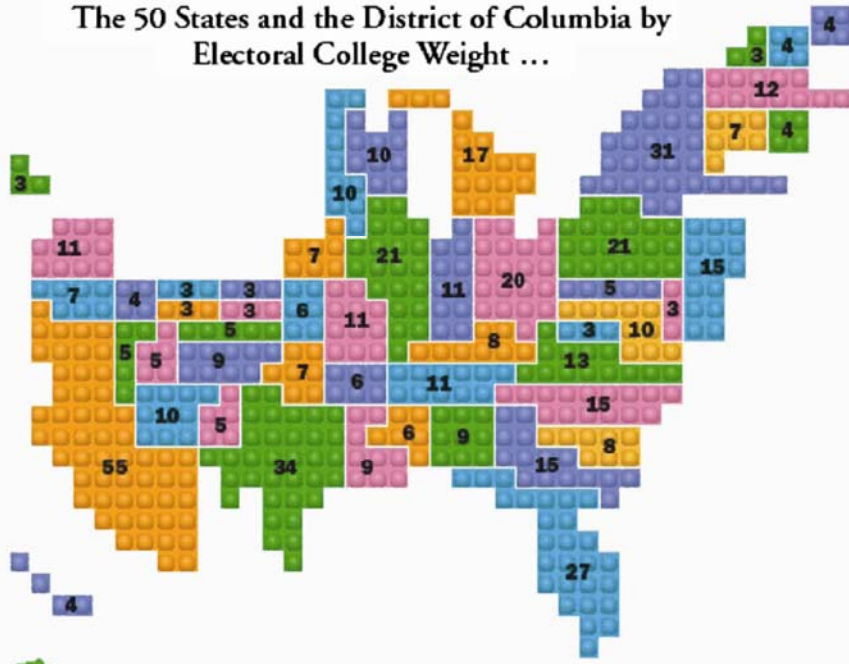 The 50 States and the District of Columbia by
Electoral College Weight ...
4
3 4
12
7 4
10 17 31
3 10
11 7 21 21 15
7 3 3 11 20 5
4 3 3 6 3
5 11 3 10
5 5 9 8 13
7 6 11
10 5 6 9 15
8
55 34 9 15
27
4